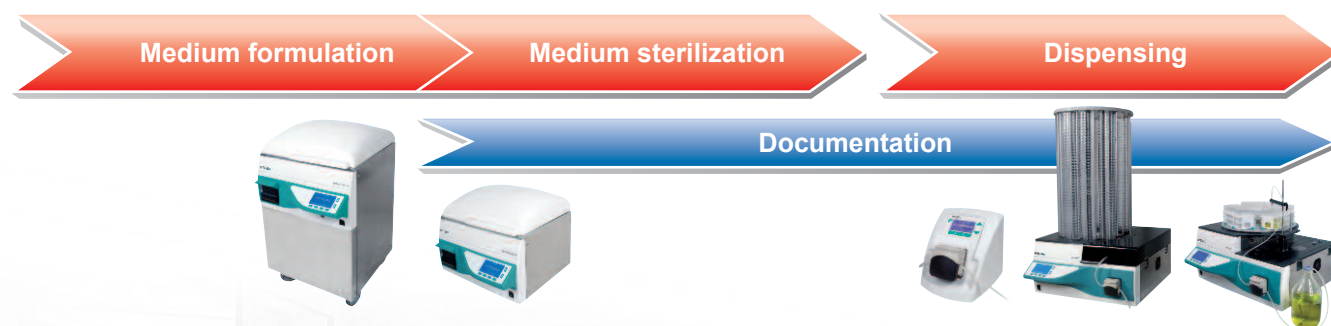 Medium formulation
Medium sterilization
Dispensing
Documentation